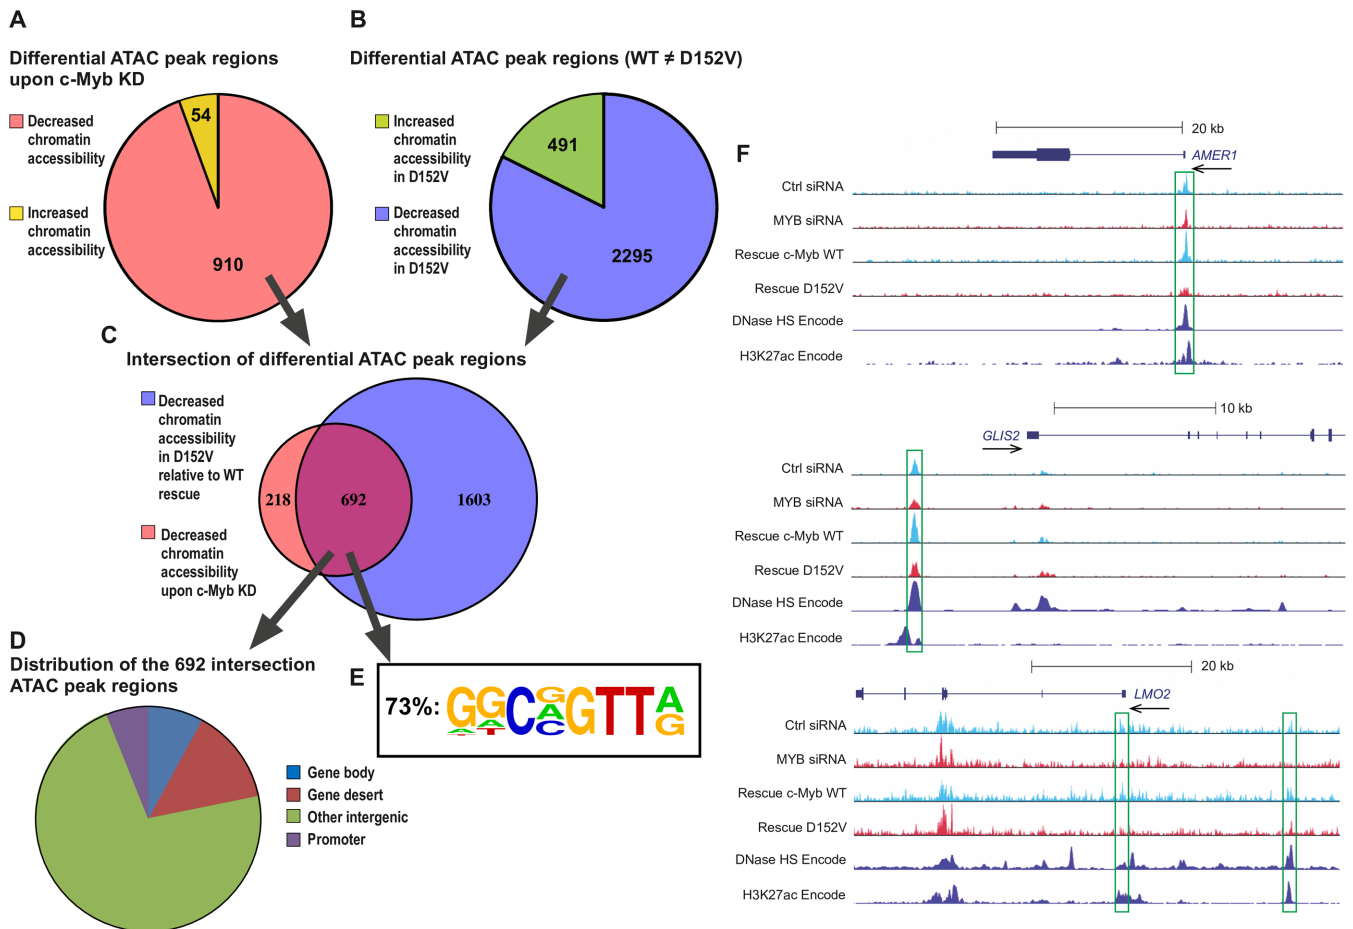 A
Differential ATAC peak regions
upon c-Myb KD
Decreased
chromatin
accessibility
Increased
chromatin
accessibility
54
910
B
Differential ATAC peak regions (WT ≠ D152V)
Increased
chromatin
accessibility
in D152V
Decreased
chromatin
accessibility
in D152V
491
2295
C
Intersection of differential ATAC peak regions
Decreased
chromatin
accessibility
in D152V
relative to WT
rescue
Decreased
chromatin
accessibility
upon c-Myb KD
218
692
1603
D
Distribution of the 692 intersection
ATAC peak regions
Gene body
Gene desert
Other intergenic
Promoter
E
73%: GGCGGTTA
ATACG
TC
F
20 kb
AMER1
Ctrl siRNA
MYB siRNA
Rescue c-Myb WT
Rescue D152V
DNase HS Encode
H3K27ac Encode
10 kb
GLIS2
Ctrl siRNA
MYB siRNA
Rescue c-Myb WT
Rescue D152V
DNase HS Encode
H3K27ac Encode
20 kb
LMO2
Ctrl siRNA
MYB siRNA
Rescue c-Myb WT
Rescue D152V
DNase HS Encode
H3K27ac Encode